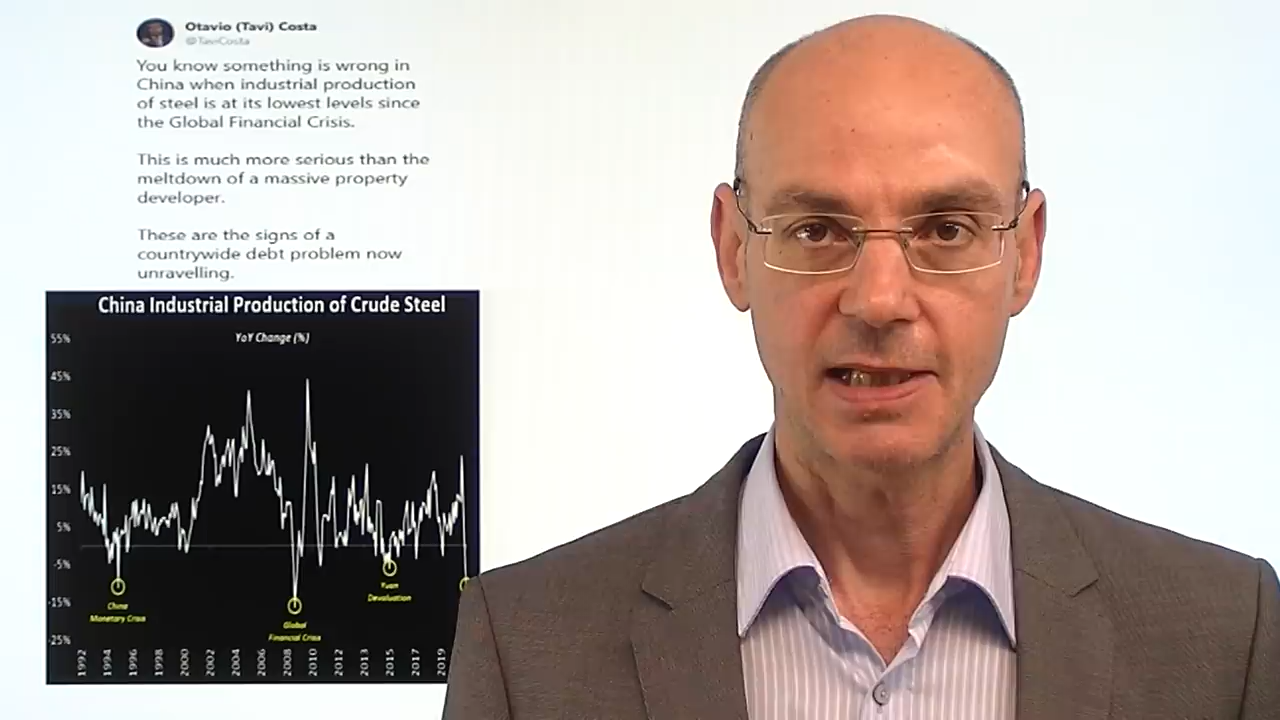 Otavio (Tavi) Costa
@TaviCosta
You know something is wrong in
China when industrial production
of steel is at its lowest levels since
the Global Financial Crisis.
This is much more serious than the
meltdown of a massive property
developer.
These are the signs of a
countrywide debt problem now
unravelling.
China Industrial Production of Crude Steel
YoY Change (%)
55%
45%
35%
25%
15%
5%
-5%
-15%
-25%
China
Monetary Crisis
Global
Financial Crisis
Yuan
Devaluation
1992
1994
1996
1998
2000
2002
2004
2006
2008
2010
2012
2013
2015
2017
2019